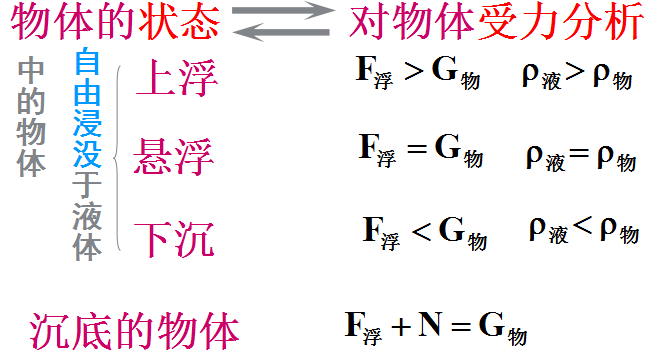 物体的状态 对物体受力分析
自由浸没于液体
中的物体
上浮 F浮 > G物 ρ液 > ρ物
悬浮 F浮 = G物 ρ液 = ρ物
下沉 F浮 < G物 ρ液 < ρ物
沉底的物体 F浮 + N = G物